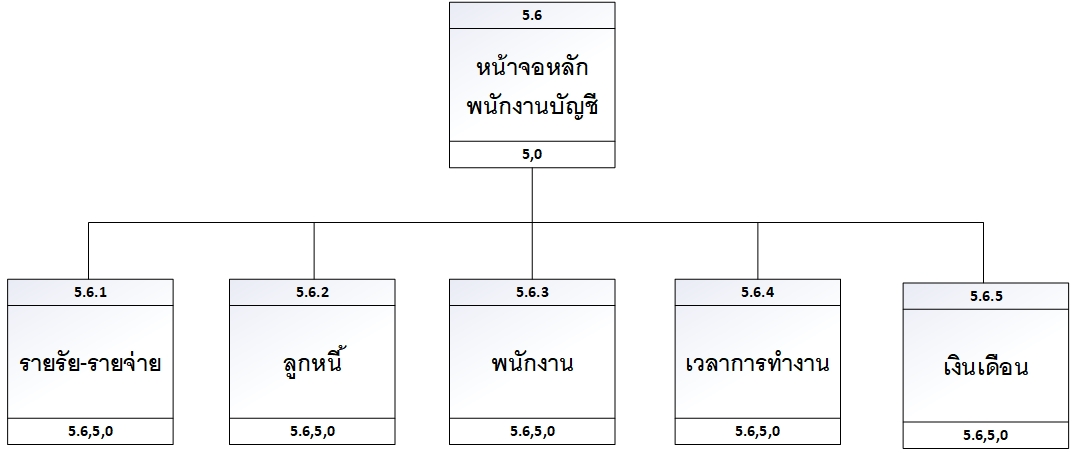 5.6
หน้าจอหลัก
พนักงานบัญชี
5,0
5.6.1
รายรัย-รายจ่าย
5.6,5,0
5.6.2
ลูกหนี้
5.6,5,0
5.6.3
พนักงาน
5.6,5,0
5.6.4
เวลาการทำงาน
5.6,5,0
5.6.5
เงินเดือน
5.6,5,0